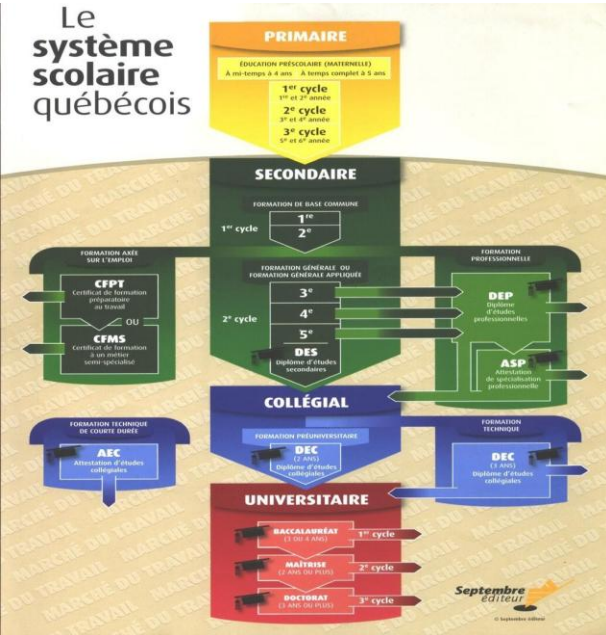 Le
système
scolaire
québécois
PRIMAIRE
ÉDUCATION PRÉSCOLAIRE (MATERNELLE)
À mi-temps à 4 ans À temps complet à 5 ans
1er cycle
1re et 2e année
2e cycle
3e et 4e année
3e cycle
5e et 6e année
SECONDAIRE
FORMATION DE BASE COMMUNE
1er cycle
1re
2e
FORMATION AXÉE
SUR L'EMPLOI
CFPT
Certificat de formation
préparatoire
au travail
OU
CFMS
Certificat de formation
à un métier
semi-spécialisé
FORMATION GÉNÉRALE OU
FORMATION GÉNÉRALE APPLIQUÉE
2e cycle
3e
4e
5e
DES
Diplôme d'études
secondaires
FORMATION
PROFESSIONNELLE
DEP
Diplôme
d'études
professionnelles
ASP
Attestation
de spécialisation
professionnelle
COLLÉGIAL
FORMATION TECHNIQUE
DE COURTE DURÉE
AEC
Attestation d'études
collégiales
FORMATION PRÉUNIVERSITAIRE
DEC
(2 ANS)
Diplôme d'études
collégiales
FORMATION
TECHNIQUE
DEC
(3 ANS)
Diplôme d'études
collégiales
UNIVERSITAIRE
BACCALAURÉAT
(3 OU 4 ANS)
1er cycle
MAÎTRISE
(2 ANS OU PLUS)
2e cycle
DOCTORAT
(3 ANS OU PLUS)
3e cycle
Septembre
éditeur
© Septembre éditeur
MARCHÉ DU TRAVAIL